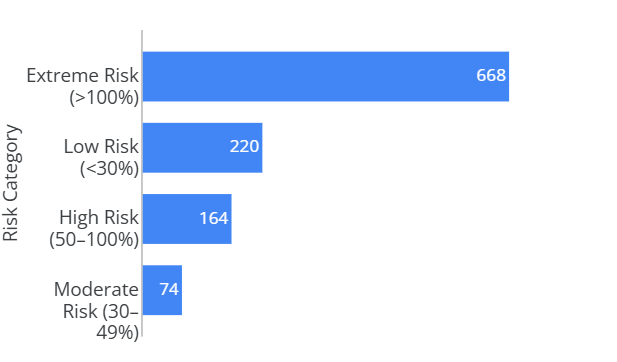 Risk Category
Extreme Risk
(>100%)
668
Low Risk
(<30%)
220
High Risk
(50–100%)
164
Moderate
Risk (30–
49%)
74